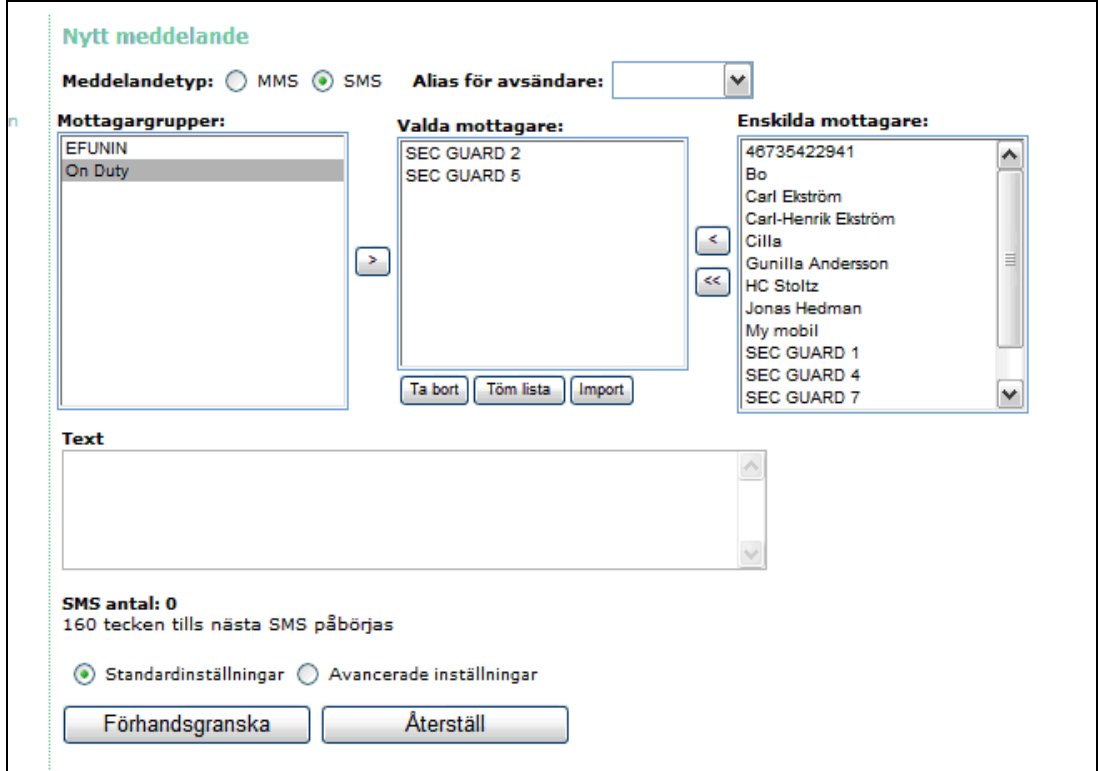 Nytt meddelande
Meddelandetyp: MMS SMS Alias för avsändare:
n
Mottagargrupper:
EFUNIN
On Duty
>
Valda mottagare:
SEC GUARD 2
SEC GUARD 5
Ta bort Töm lista Import
<
<<
Enskilda mottagare:
46735422941
Bo
Carl Ekström
Carl-Henrik Ekström
Cilla
Gunilla Andersson
HC Stoltz
Jonas Hedman
My mobil
SEC GUARD 1
SEC GUARD 4
SEC GUARD 7
Text
SMS antal: 0
160 tecken tills nästa SMS påbörjas
Standardinställningar Avancerade inställningar
Förhandsgranska Återställ